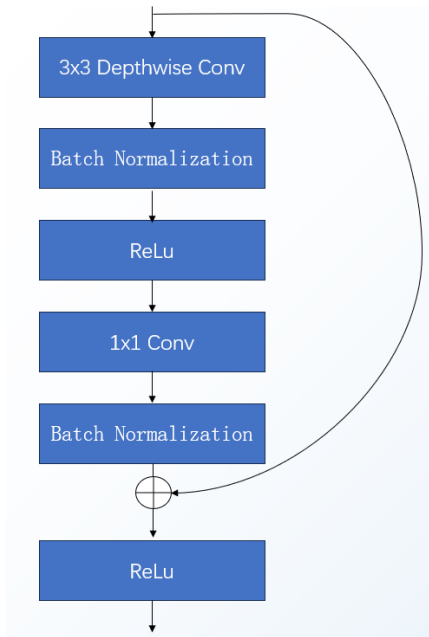 3x3 Depthwise Conv
Batch Normalization
ReLu
1x1 Conv
Batch Normalization
ReLu